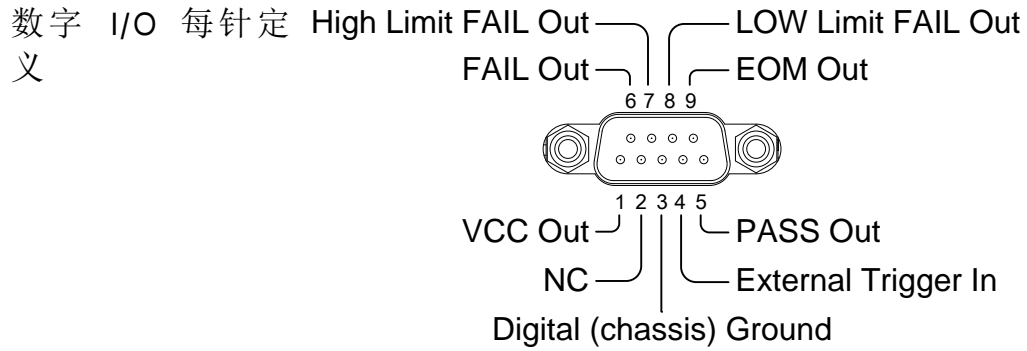 数字 I/O 每针定
义
High Limit FAIL Out
LOW Limit FAIL Out
FAIL Out
EOM Out
6 7 8 9
1 2 3 4 5
VCC Out
PASS Out
NC
External Trigger In
Digital (chassis) Ground